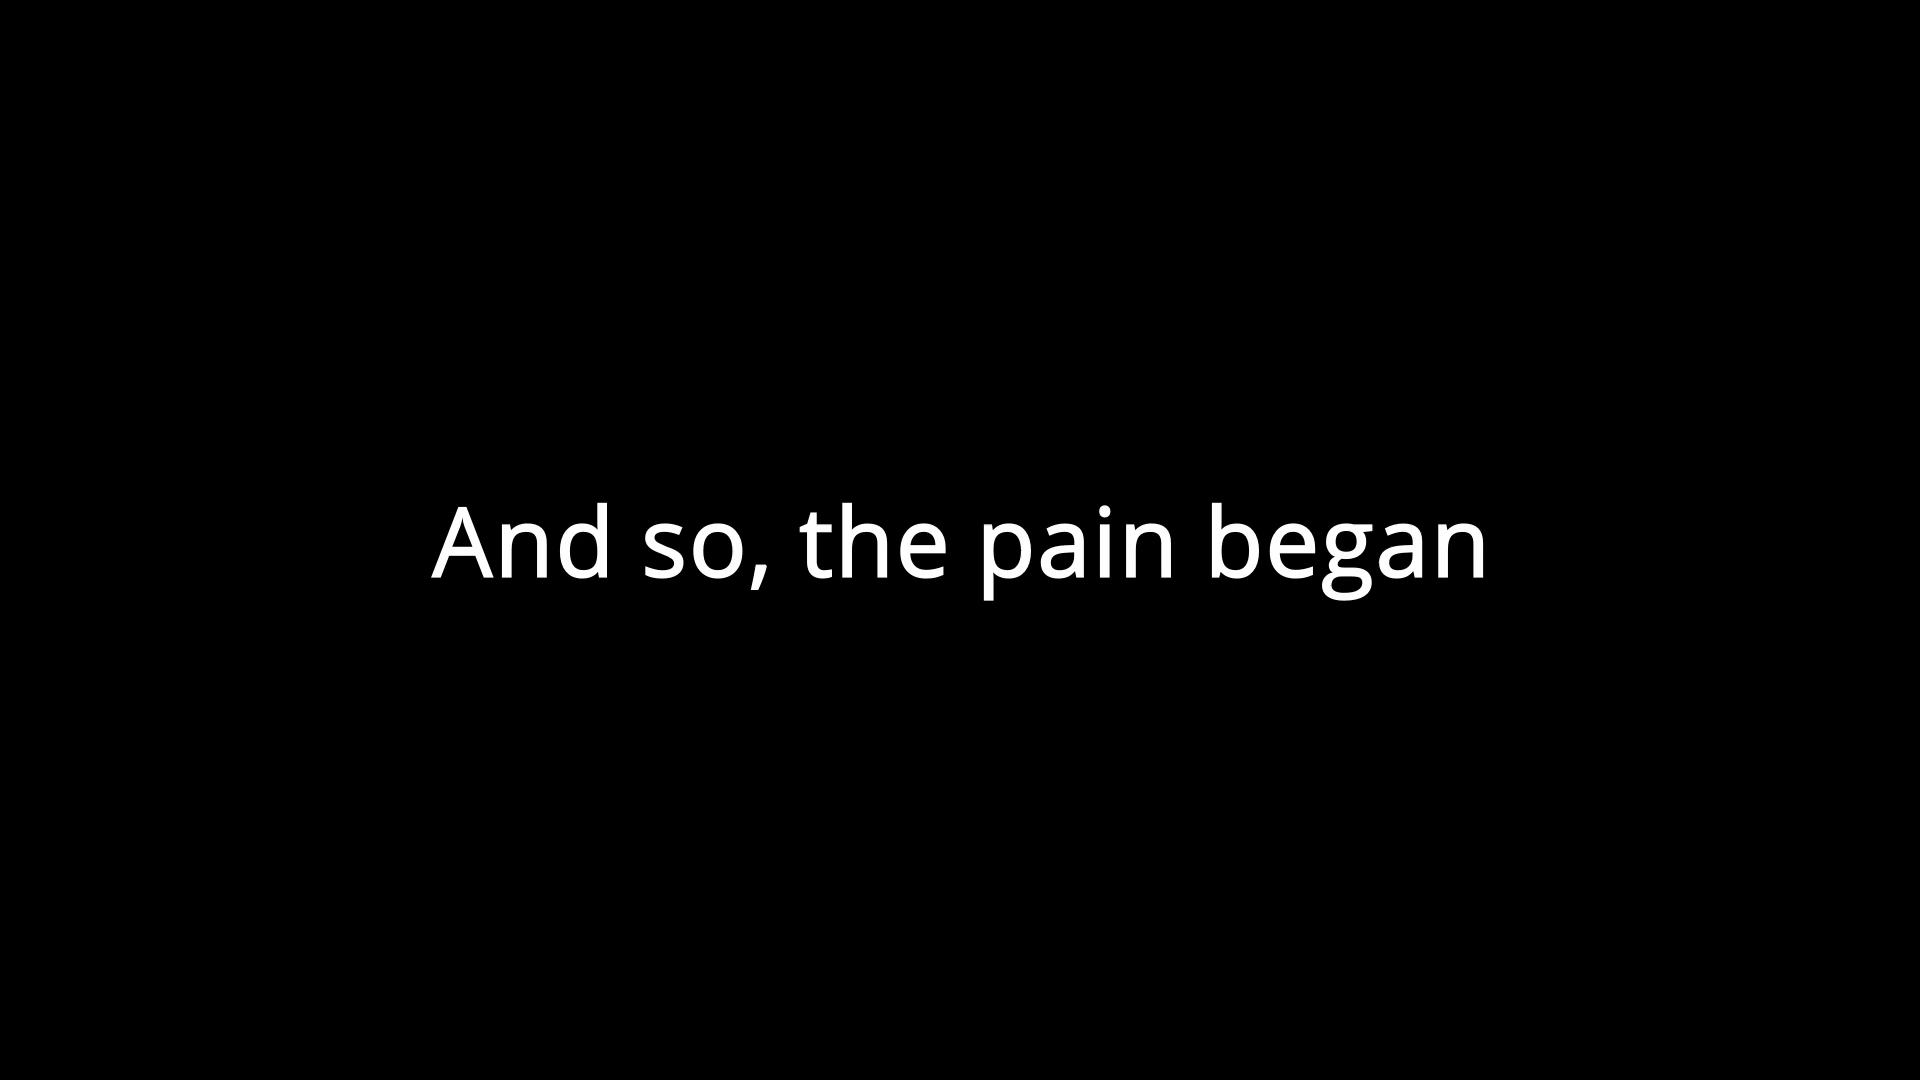 And so, the pain began